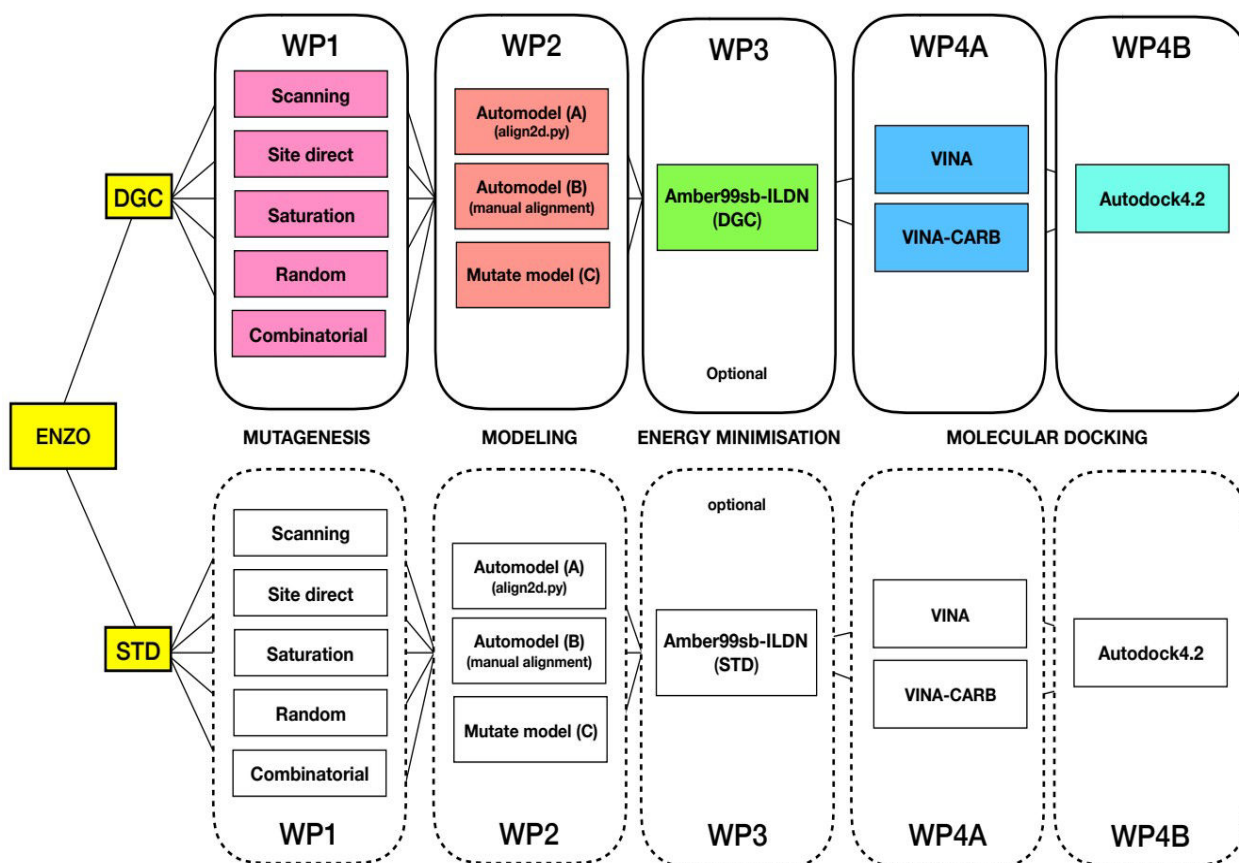 WP1
WP2
WP3
WP4A
WP4B
Scanning
Site direct
Saturation
Random
Combinatorial
Automodel (A)
(align2d.py)
Automodel (B)
(manual alignment)
Mutate model (C)
Amber99sb-ILDN
(DGC)
Optional
VINA
VINA-CARB
Autodock4.2
DGC
ENZO
MUTAGENESIS
MODELING
ENERGY MINIMISATION
MOLECULAR DOCKING
STD
Scanning
Site direct
Saturation
Random
Combinatorial
Automodel (A)
(align2d.py)
Automodel (B)
(manual alignment)
Mutate model (C)
optional
Amber99sb-ILDN
(STD)
VINA
VINA-CARB
Autodock4.2
WP1
WP2
WP3
WP4A
WP4B